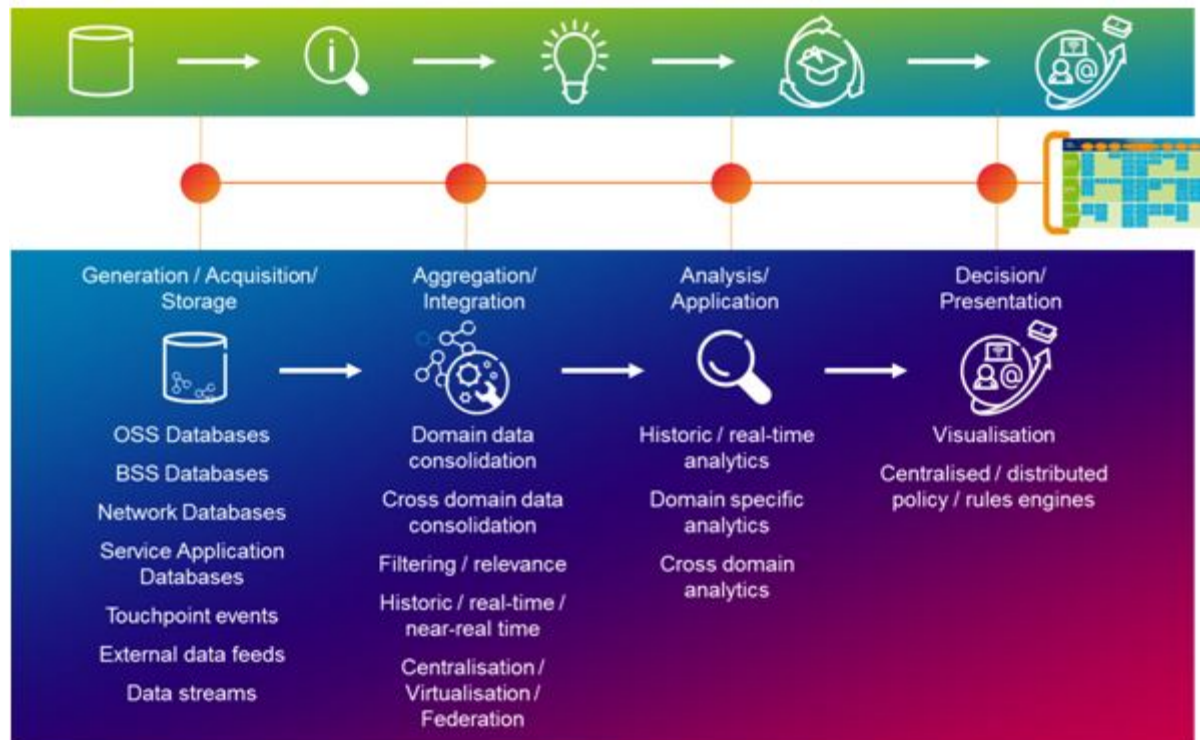 Generation / Acquisition/
Storage
OSS Databases
BSS Databases
Network Databases
Service Application
Databases
Touchpoint events
External data feeds
Data streams
Aggregation/
Integration
Domain data
consolidation
Cross domain data
consolidation
Filtering / relevance
Historic / real-time /
near-real time
Centralisation /
Virtualisation /
Federation
Analysis/
Application
Historic / real-time
analytics
Domain specific
analytics
Cross domain
analytics
Decision/
Presentation
Visualisation
Centralised / distributed
policy / rules engines